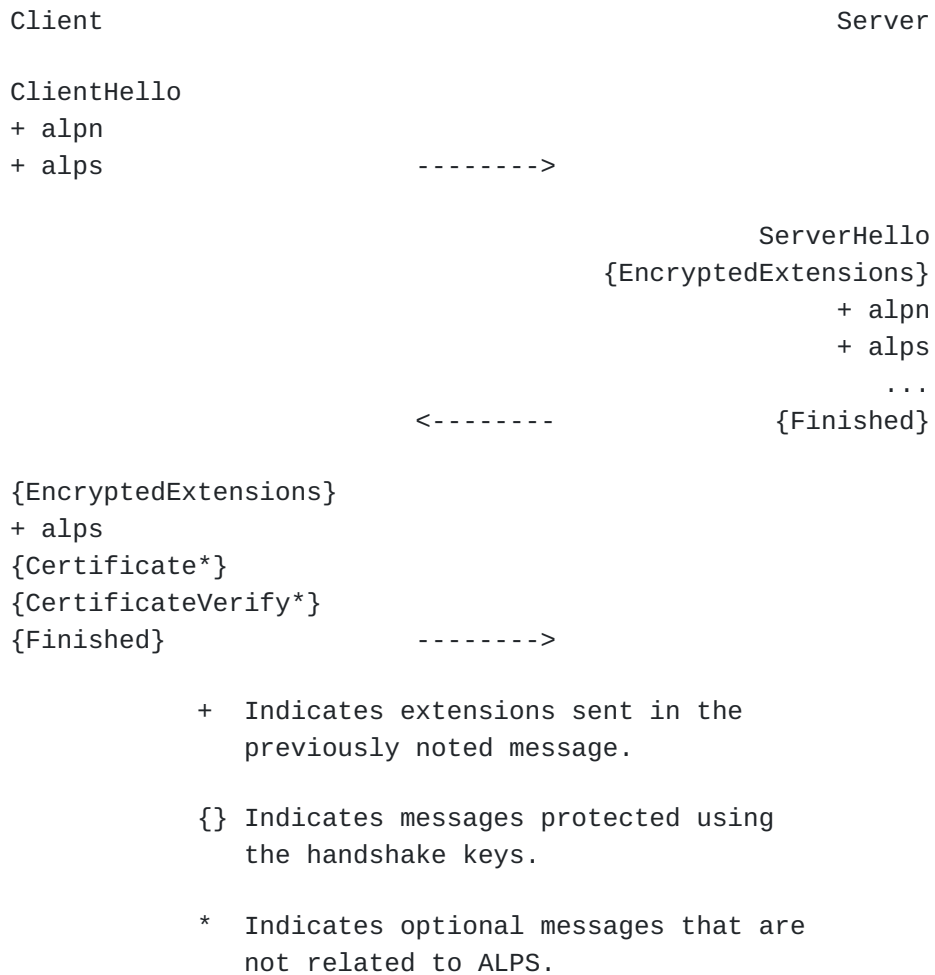 Client                                               Server

ClientHello
+ alpn
+ alps                    -------->

                                                ServerHello
                                      {EncryptedExtensions}
                                                     + alpn
                                                     + alps
                                                        ...
                          <--------              {Finished}

{EncryptedExtensions}
+ alps
{Certificate*}
{CertificateVerify*}
{Finished}                -------->

            +  Indicates extensions sent in the
               previously noted message.

            {} Indicates messages protected using
               the handshake keys.

            *  Indicates optional messages that are
               not related to ALPS.